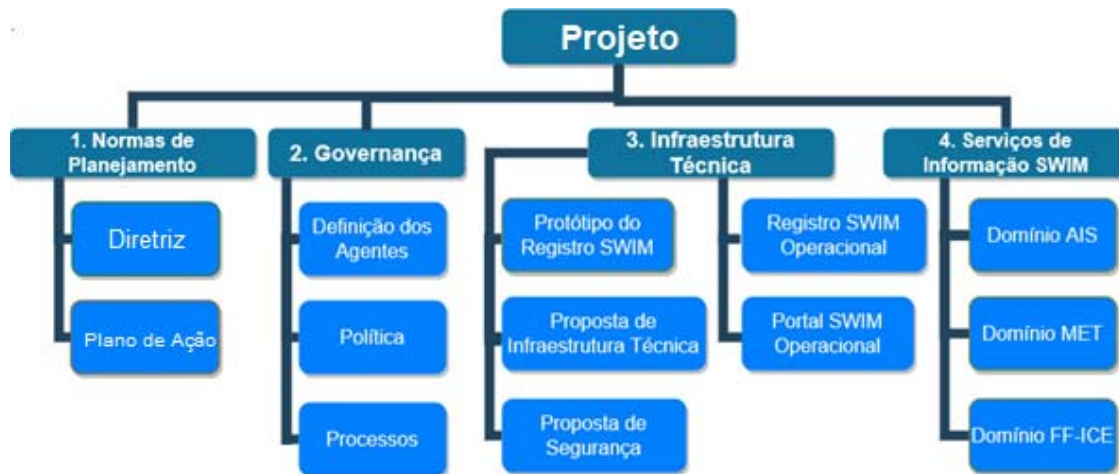 Projeto
1. Normas de
Planejamento
Diretriz
Plano de Ação
2. Governança
Definição dos
Agentes
Política
Processos
3. Infraestrutura
Técnica
Protótipo do
Registro SWIM
Proposta de
Infraestrutura Técnica
Proposta de
Segurança
Registro SWIM
Operacional
Portal SWIM
Operacional
4. Serviços de
Informação SWIM
Domínio AIS
Domínio MET
Domínio FF-ICE